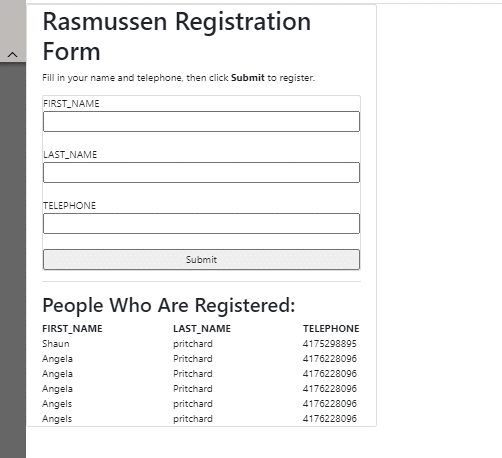 Rasmussen Registration
Form
Fill in your name and telephone, then click Submit to register.
FIRST_NAME
LAST_NAME
TELEPHONE
Submit
People Who Are Registered:
FIRST_NAME LAST_NAME TELEPHONE
Shaun pritchard 4175298895
Angela Pritchard 4176228096
Angela Pritchard 4176228096
Angela Pritchard 4176228096
Angels pritchard 4176228096
Angels pritchard 4176228096